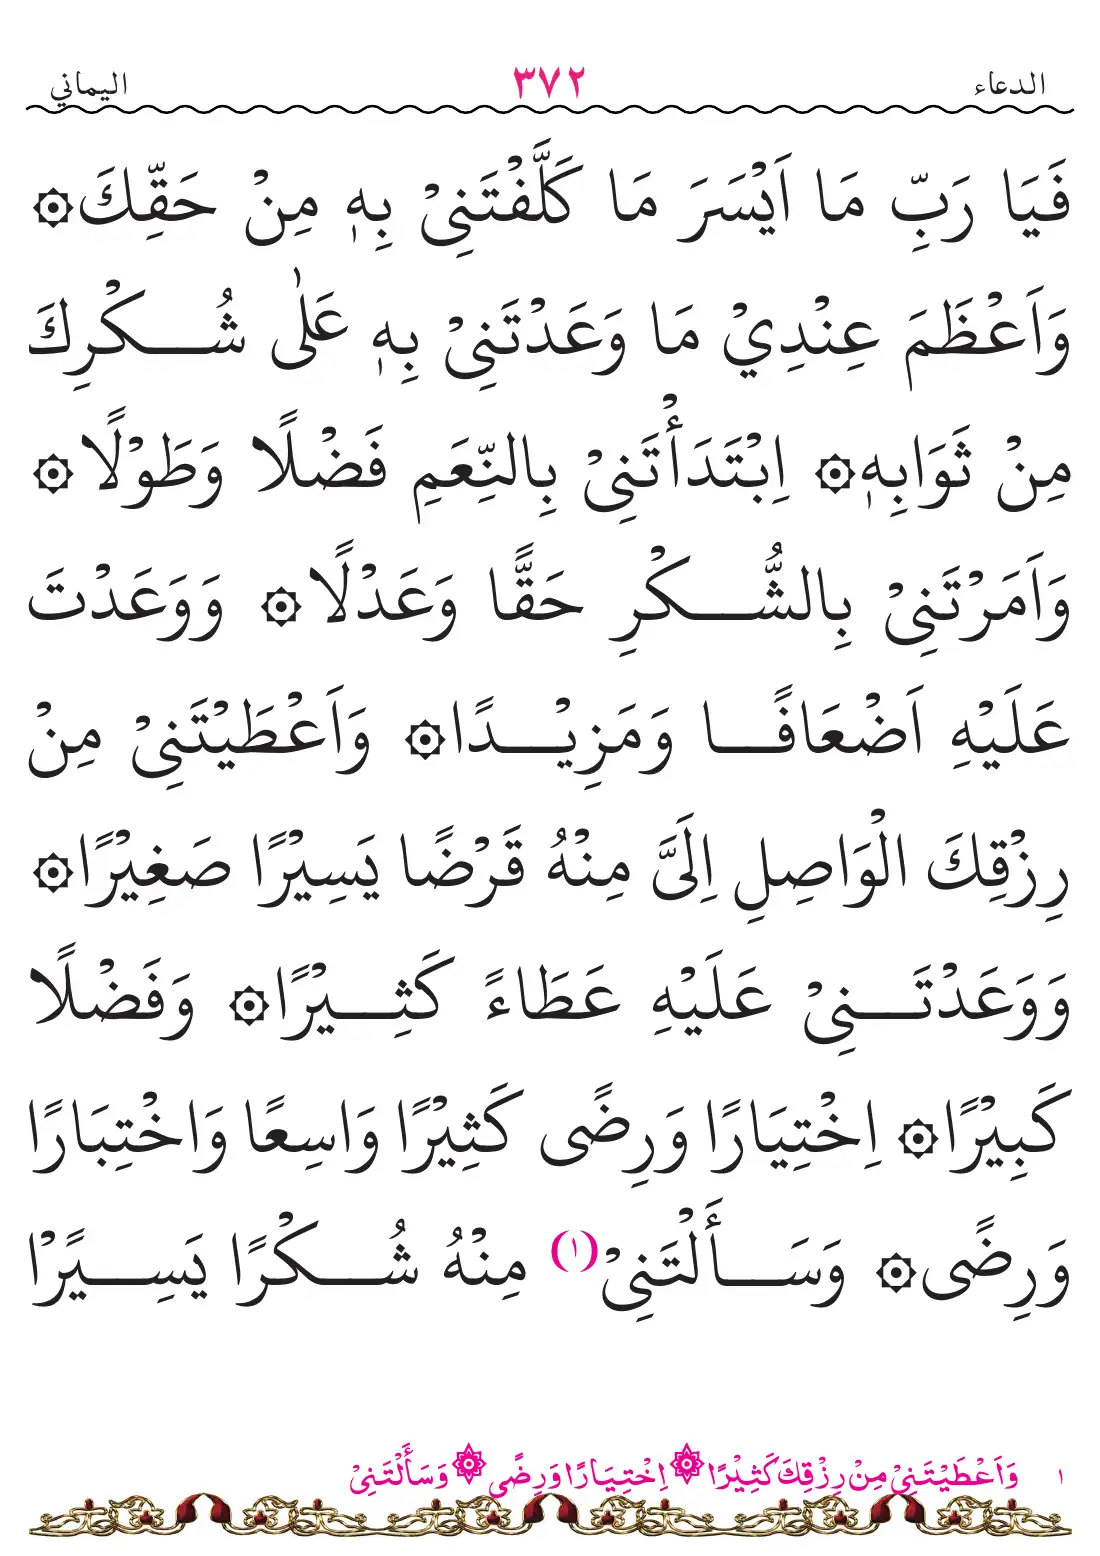 الدعاء ٣٧٢ اليماني
فَيَا رَبِّ مَا اَيْسَرَ مَا كَلَّفْتَنِيْ بِهٖ مِنْ حَقِّكَ۞
وَاَعْظَمَ عِنْدِيْ مَا وَعَدْتَنِيْ بِهٖ عَلٰى شُكْرِكَ
مِنْ ثَوَابِهٖ۞ اِبْتَدَأْتَنِيْ بِالنِّعَمِ فَضْلًا وَطَوْلًا۞
وَاَمَرْتَنِيْ بِالشُّكْرِ حَقًّا وَعَدْلًا۞ وَوَعَدْتَ
عَلَيْهِ اَضْعَافًا وَمَزِيْدًا۞ وَاَعْطَيْتَنِيْ مِنْ
رِزْقِكَ الْوَاصِلِ اِلَىَّ مِنْهُ قَرْضًا يَسِيْرًا صَغِيْرًا۞
وَوَعَدْتَنِيْ عَلَيْهِ عَطَاءً كَثِيْرًا۞ وَفَضْلًا
كَبِيْرًا۞ اِخْتِيَارًا وَرِضًى كَثِيْرًا وَاسِعًا وَاخْتِبَارًا
وَرِضًى۞ وَسَأَلْتَنِيْ(١) مِنْهُ شُكْرًا يَسِيْرًا
١ وَاَعْطَيْتَنِيْ مِنْ رِزْقِكَ كَثِيْرًا۞ اِخْتِيَارًا وَرِضًى۞ وَسَأَلْتَنِيْ